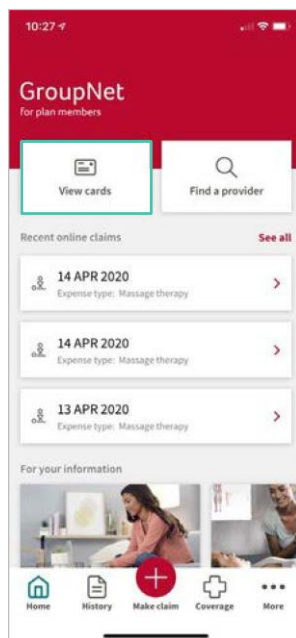 10:27
GroupNet
for plan members
View cards
Find a provider
Recent online claims
See all
14 APR 2020
Expense type: Massage therapy
14 APR 2020
Expense type: Massage therapy
13 APR 2020
Expense type: Massage therapy
For your information
Home
History
Make claim
Coverage
More